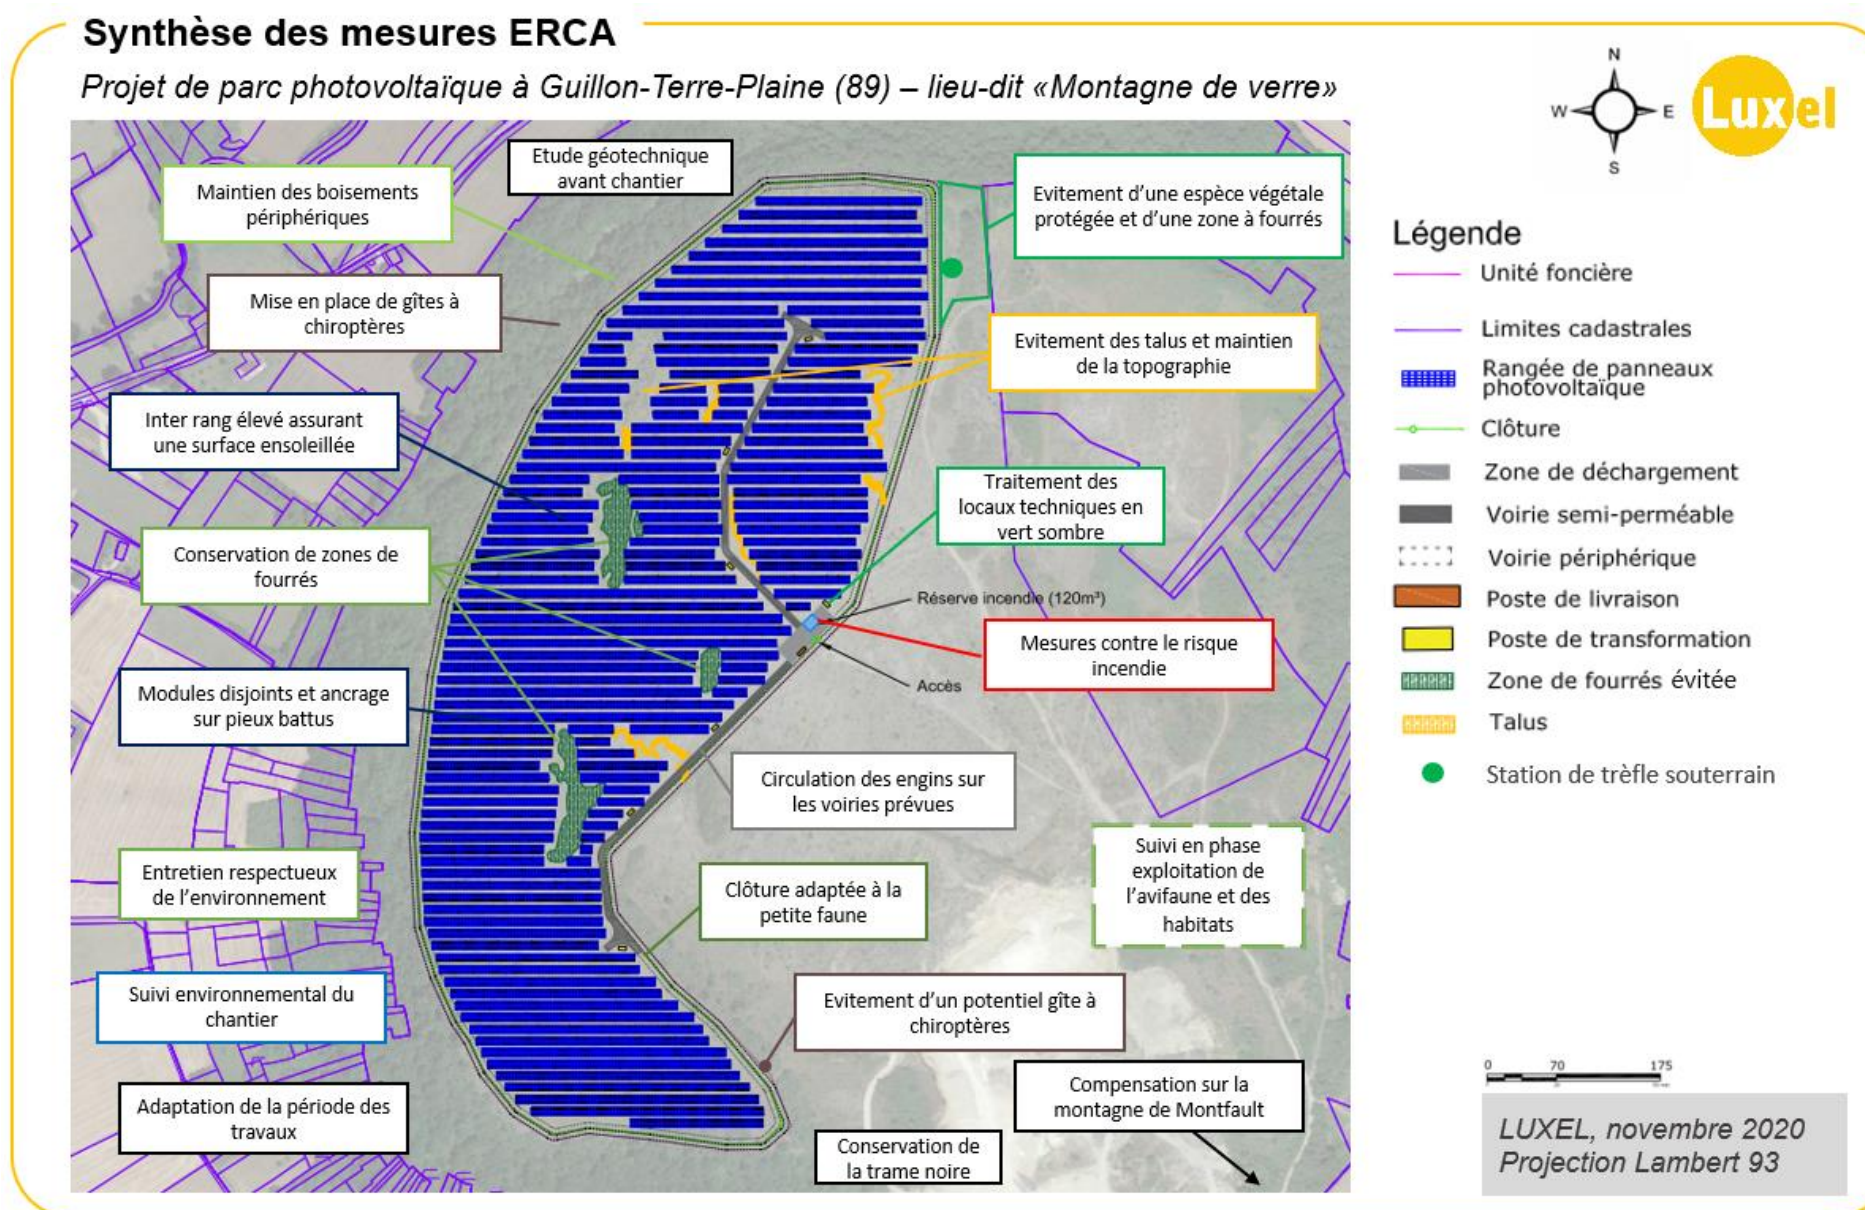 Synthèse des mesures ERCA
Projet de parc photovoltaïque à Guillon-Terre-Plaine (89) – lieu-dit «Montagne de verre»
N
W
E
S
Luxel
Etude géotechnique
avant chantier
Maintien des boisements
périphériques
Evitement d'une espèce végétale
protégée et d'une zone à fourrés
Mise en place de gîtes à
chiroptères
Evitement des talus et maintien
de la topographie
Inter rang élevé assurant
une surface ensoleillée
Traitement des
locaux techniques en
vert sombre
Conservation de zones de
fourrés
Réserve incendie (120m³)
Mesures contre le risque
incendie
Accès
Modules disjoints et ancrage
sur pieux battus
Circulation des engins sur
les voiries prévues
Suivi en phase
exploitation de
l'avifaune et des
habitats
Entretien respectueux
de l'environnement
Clôture adaptée à la
petite faune
Suivi environnemental du
chantier
Evitement d'un potentiel gîte à
chiroptères
Adaptation de la période des
travaux
Compensation sur la
montagne de Montfault
Conservation de
la trame noire
Légende
Unité foncière
Limites cadastrales
Rangée de panneaux
photovoltaïque
Clôture
Zone de déchargement
Voirie semi-perméable
Voirie périphérique
Poste de livraison
Poste de transformation
Zone de fourrés évitée
Talus
Station de trèfle souterrain
0 70 175
LUXEL, novembre 2020
Projection Lambert 93